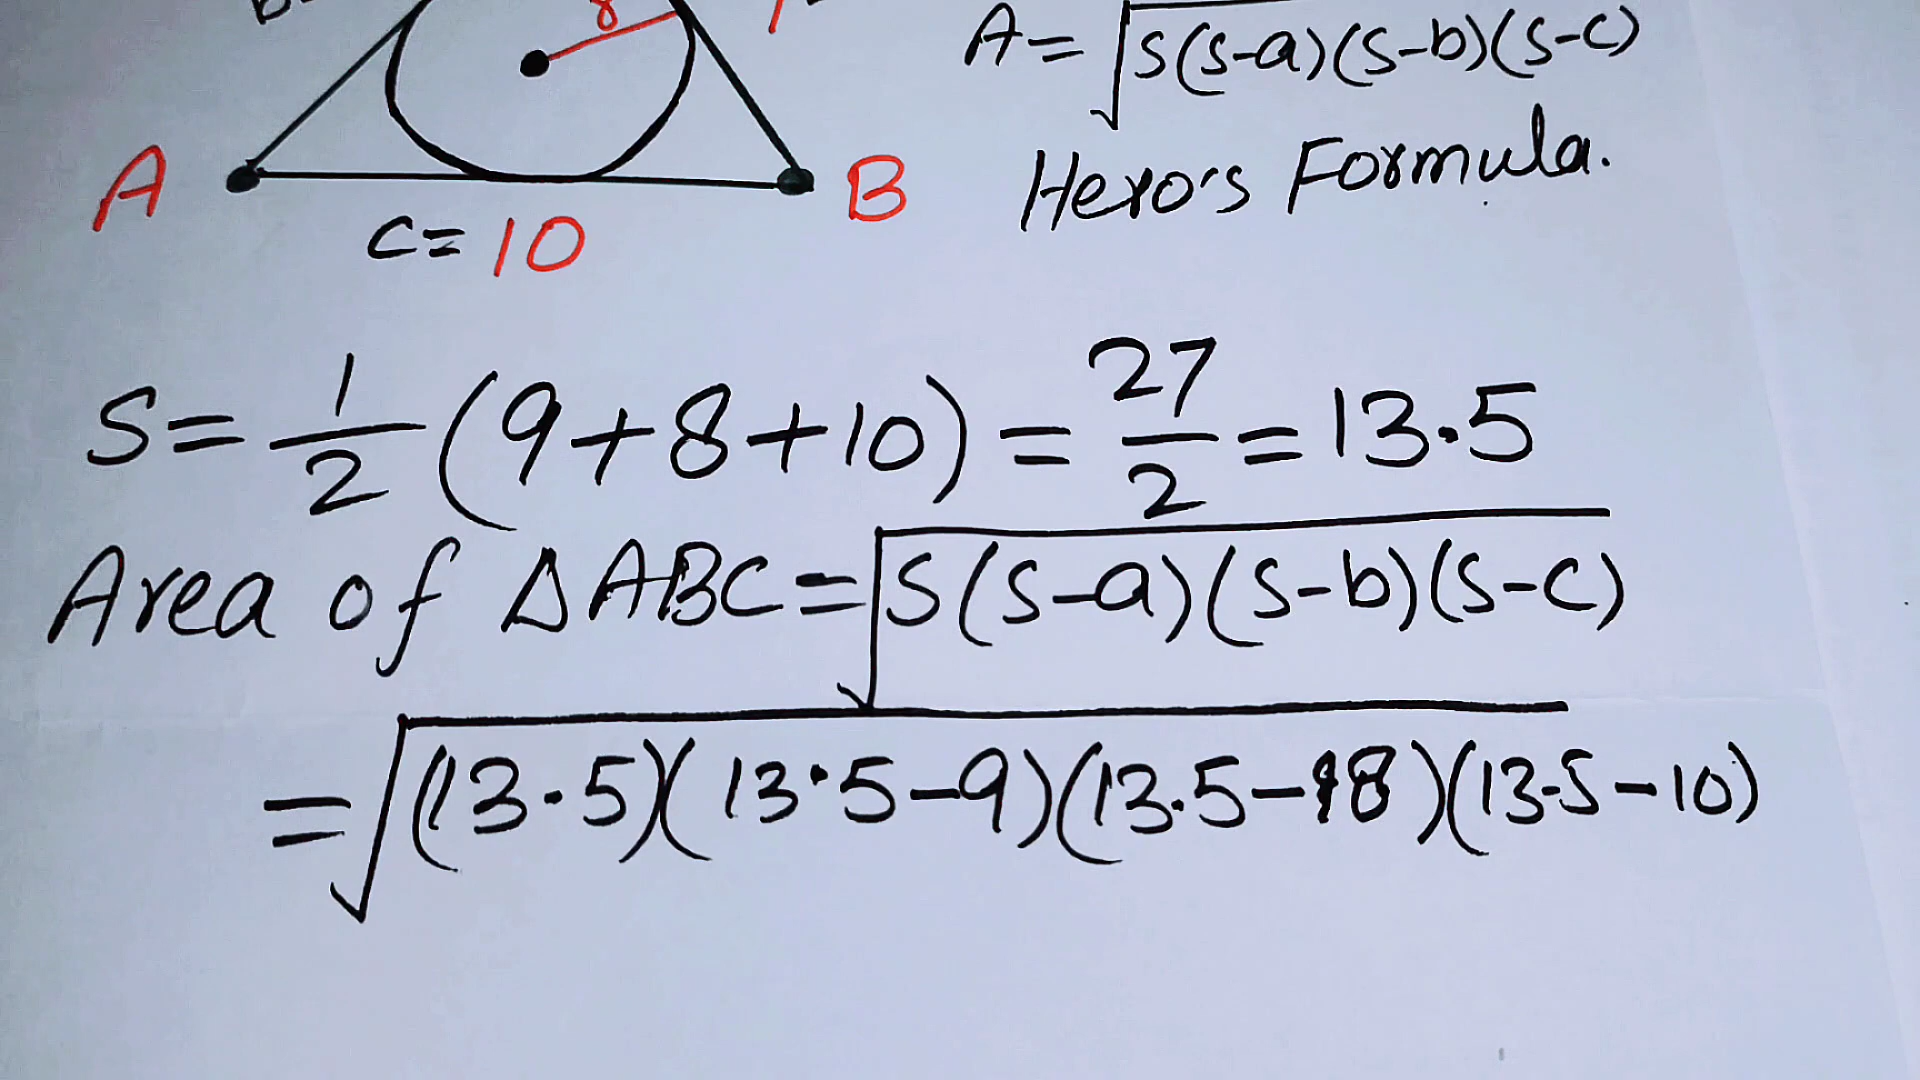 r
A=√s(s-a)(s-b)(s-c)
Hero's Formula.
A
B
c=10
S=1/2(9+8+10)=27/2=13.5
Area of ΔABC=√S(S-a)(S-b)(S-c)
=√(13.5)(13.5-9)(13.5-8)(13.5-10)